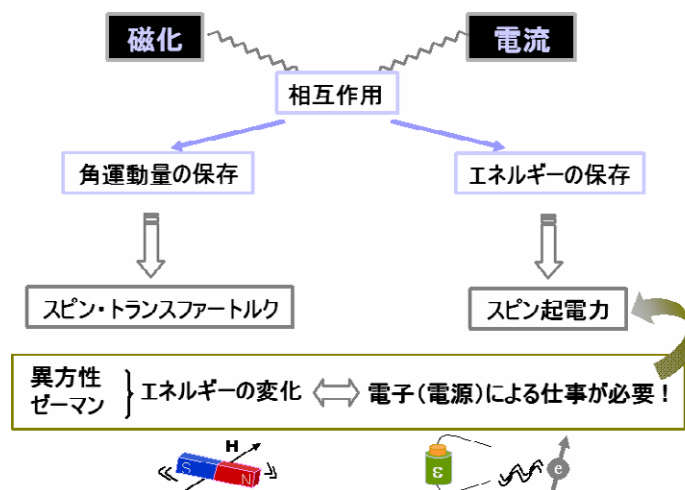 磁化
電流
相互作用
角運動量の保存
エネルギーの保存
スピン・トランスファートルク
スピン起電力
異方性
ゼーマン
エネルギーの変化
電子(電源)による仕事が必要!
H
S
N
ε
e